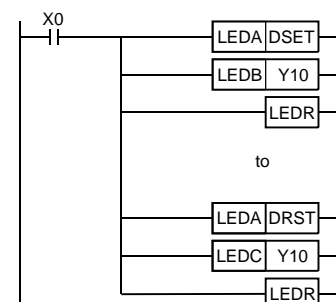 X0
LEDA DSET
LEDB Y10
LEDR
to
LEDA DRST
LEDC Y10
LEDR